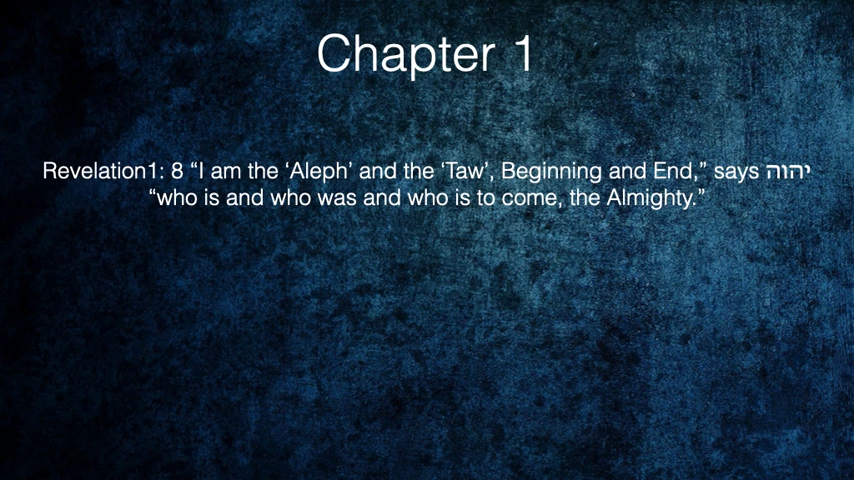 Chapter 1
Revelation1: 8 “I am the ‘Aleph’ and the ‘Taw’, Beginning and End,” says יהוה
“who is and who was and who is to come, the Almighty.”